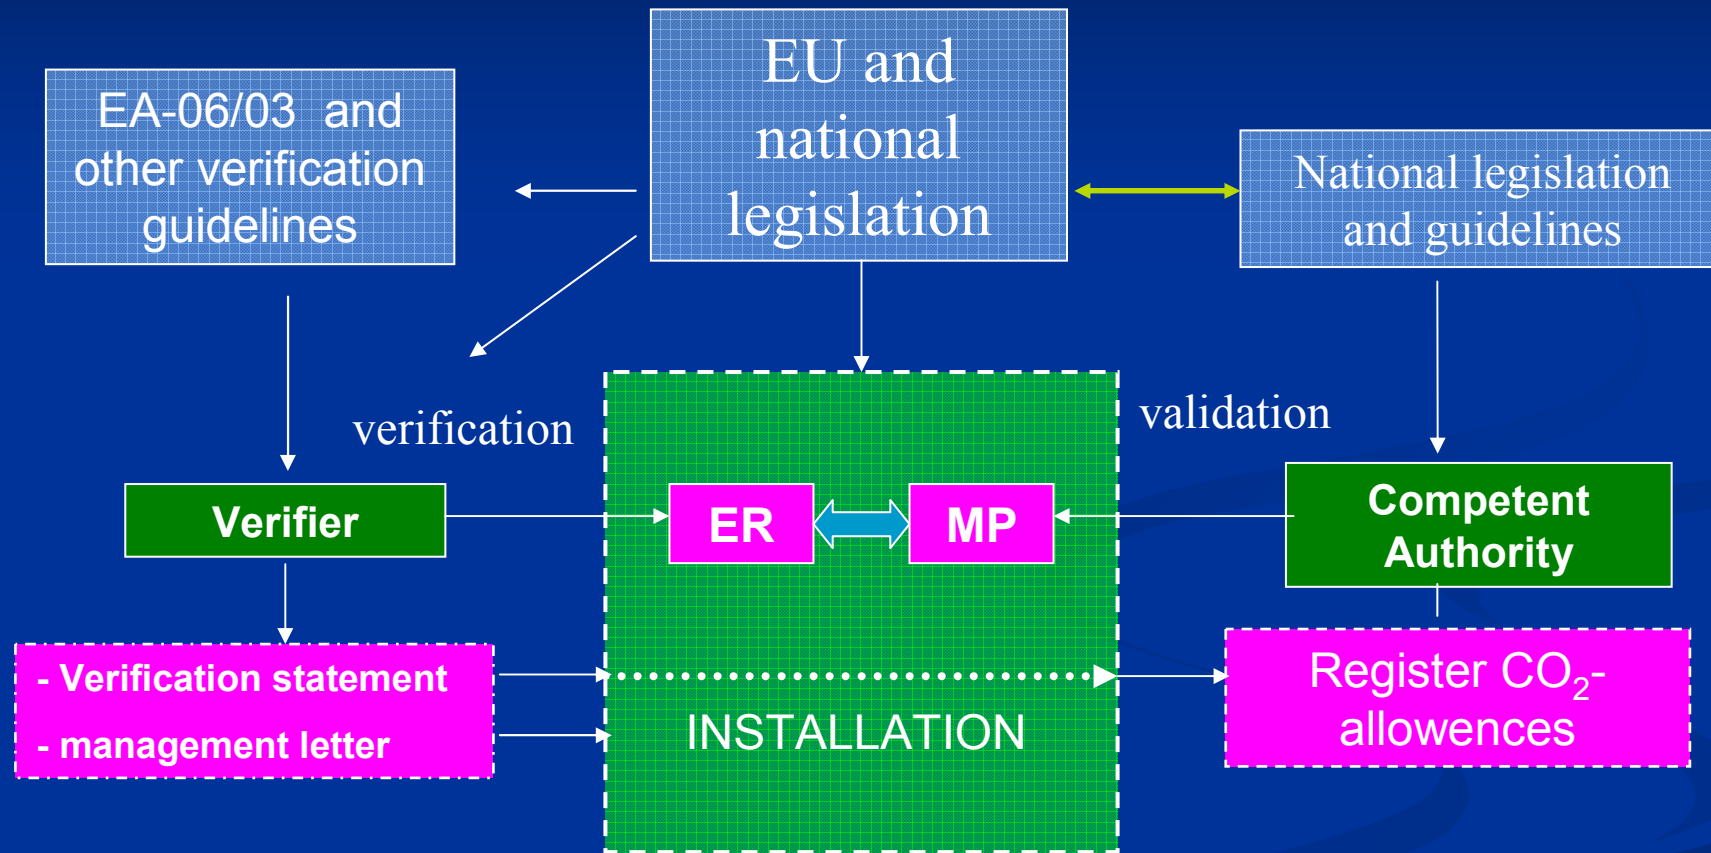 EA-06/03 and
other verification
guidelines
EU and
national
legislation
National legislation
and guidelines
verification
validation
Verifier
ER
MP
Competent
Authority
- Verification statement
- management letter
INSTALLATION
Register CO₂-
allowences